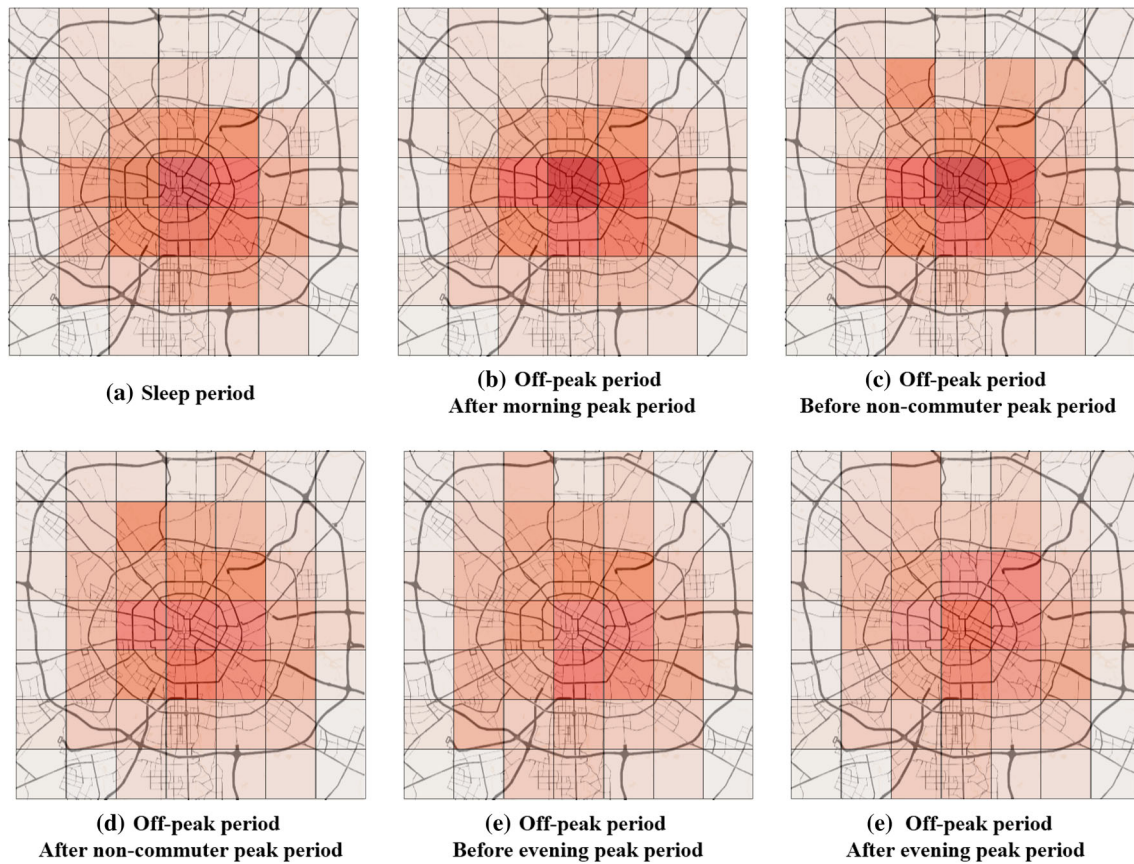 (a) Sleep period
(b) Off-peak period
After morning peak period
(c) Off-peak period
Before non-commuter peak period
(d) Off-peak period
After non-commuter peak period
(e) Off-peak period
Before evening peak period
(e) Off-peak period
After evening peak period